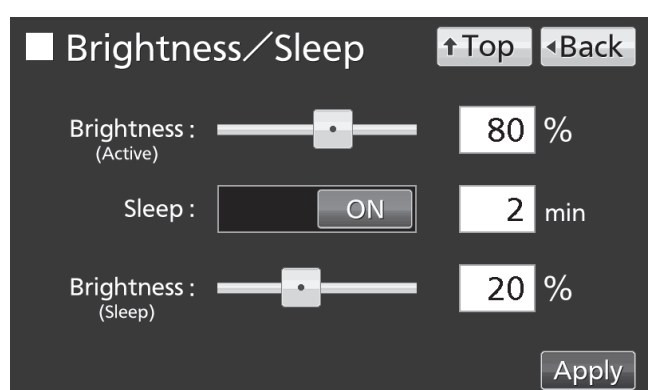 Brightness／Sleep
↑Top
◂Back
Brightness :
(Active)
80 %
Sleep :
ON
2 min
Brightness :
(Sleep)
20 %
Apply